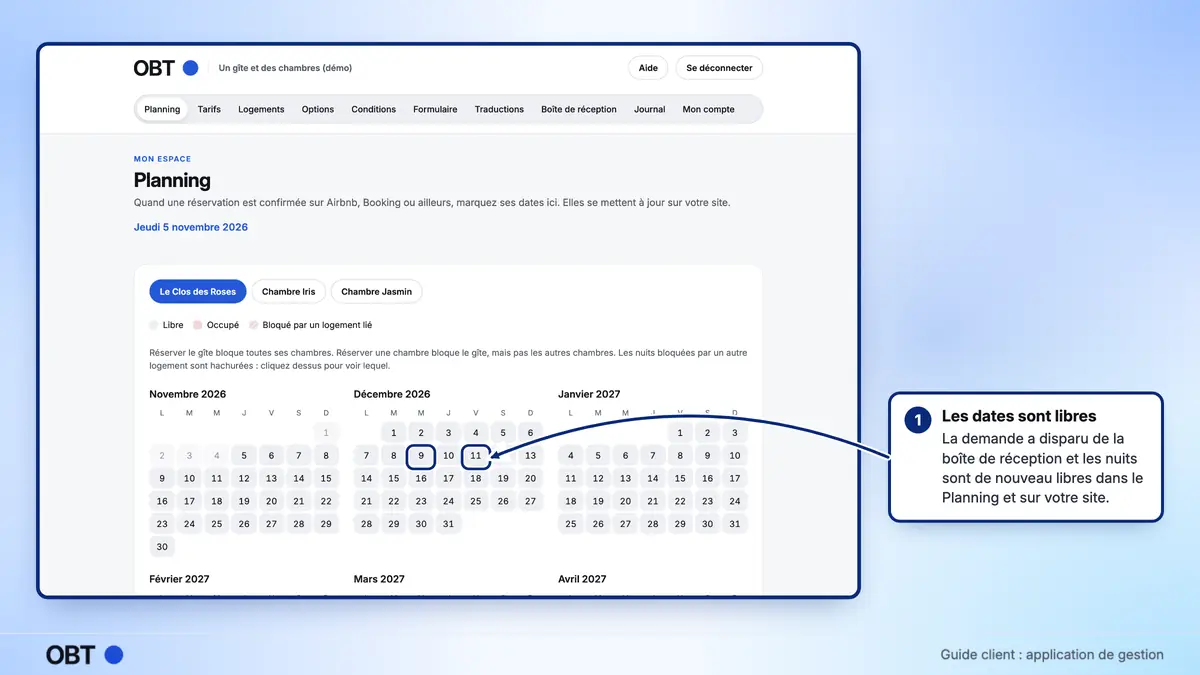 OBT
Un gîte et des chambres (démo)
Aide
Se déconnecter
Planning
Tarifs
Logements
Options
Conditions
Formulaire
Traductions
Boîte de réception
Journal
Mon compte
MON ESPACE
Planning
Quand une réservation est confirmée sur Airbnb, Booking ou ailleurs, marquez ses dates ici. Elles se mettent à jour sur votre site.
Jeudi 5 novembre 2026
Le Clos des Roses
Chambre Iris
Chambre Jasmin
Libre
Occupé
Bloqué par un logement lié
Réserver le gîte bloque toutes ses chambres. Réserver une chambre bloque le gîte, mais pas les autres chambres. Les nuits bloquées par un autre
logement sont hachurées : cliquez dessus pour voir lequel.
Novembre 2026
L M M J V S D
1
2 3 4 5 6 7 8
9 10 11 12 13 14 15
16 17 18 19 20 21 22
23 24 25 26 27 28 29
30
Décembre 2026
L M M J V S D
1 2 3 4 5 6
7 8 9 10 11 13
14 15 16 17 18 19 20
21 22 23 24 25 26 27
28 29 30 31
Janvier 2027
L M M
1 2 3
4 5 6 7 8 9 10
11 12 13 14 15 16 17
18 19 20 21 22 23 24
25 26 27 28 29 30 31
Février 2027
Mars 2027
Avril 2027
1
Les dates sont libres
La demande a disparu de la
boîte de réception et les nuits
sont de nouveau libres dans le
Planning et sur votre site.
OBT
Guide client : application de gestion